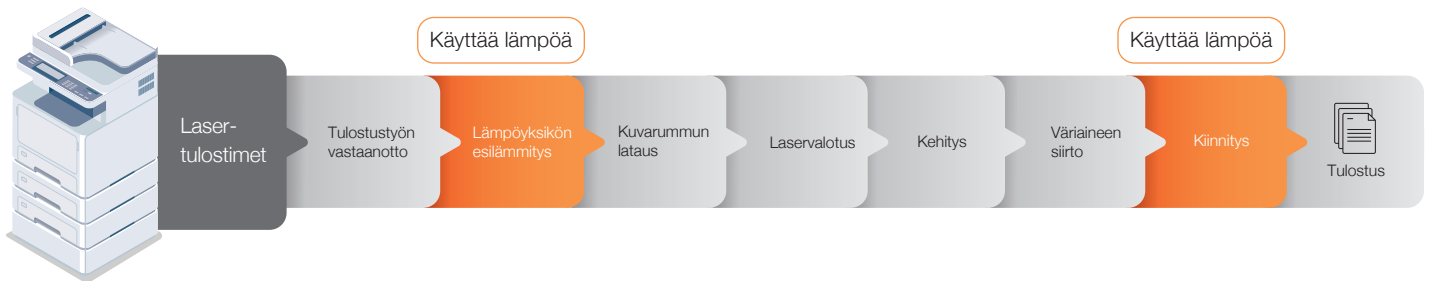 Käyttää lämpöä
Käyttää lämpöä
Laser-
tulostimet
Tulostustyön
vastaanotto
Lämpöyksikön
esilämmitys
Kuvarummun
lataus
Laservalotus
Kehitys
Väriaineen
siirto
Kiinnitys
Tulostus